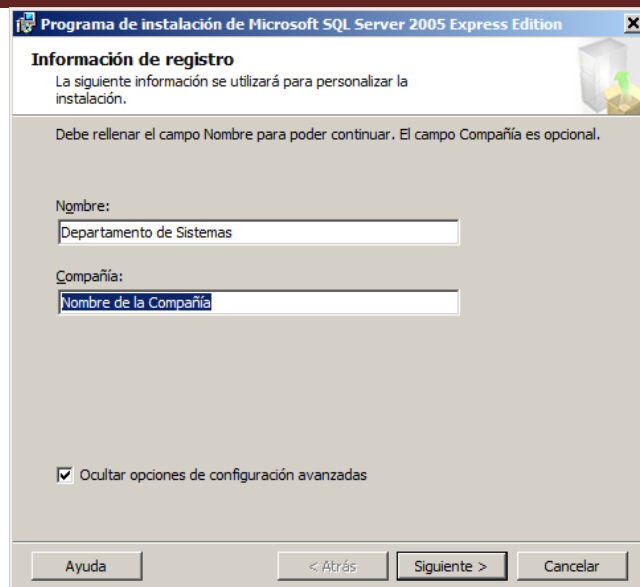 Programa de instalación de Microsoft SQL Server 2005 Express Edition
Información de registro
La siguiente información se utilizará para personalizar la
instalación.
Debe rellenar el campo Nombre para poder continuar. El campo Compañía es opcional.
Nombre:
Departamento de Sistemas
Compañía:
Nombre de la Compañía
Ocultar opciones de configuración avanzadas
Ayuda
< Atrás
Siguiente >
Cancelar